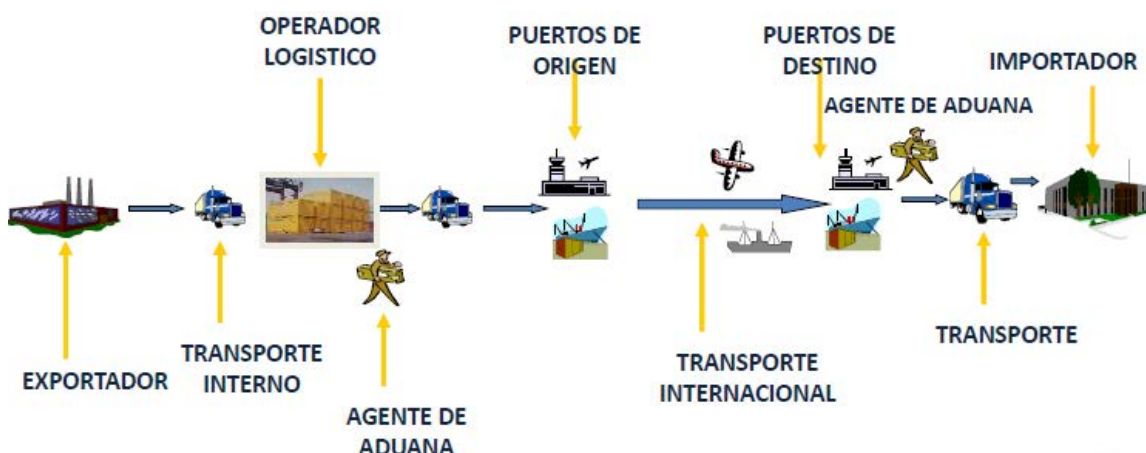 OPERADOR
LOGISTICO
PUERTOS DE
ORIGEN
PUERTOS DE
DESTINO
IMPORTADOR
AGENTE DE ADUANA
EXPORTADOR
TRANSPORTE
INTERNO
AGENTE DE
ADUANA
TRANSPORTE
INTERNACIONAL
TRANSPORTE